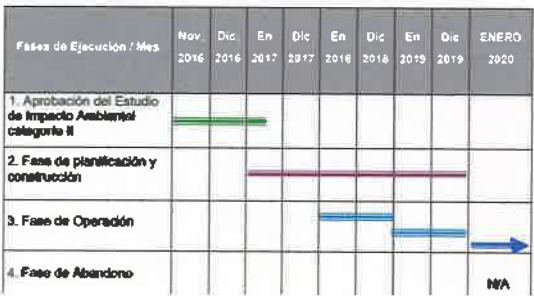 Fases de Ejecución / Mes
Nov 2016
Dic 2016
En 2017
Dic 2017
En 2018
Dic 2018
En 2019
Dic 2019
ENERO 2020
1. Aprobación del Estudio
de Impacto Ambiental
categoría II
2. Fase de planificación y
construcción
3. Fase de Operación
4. Fase de Abandono
N/A